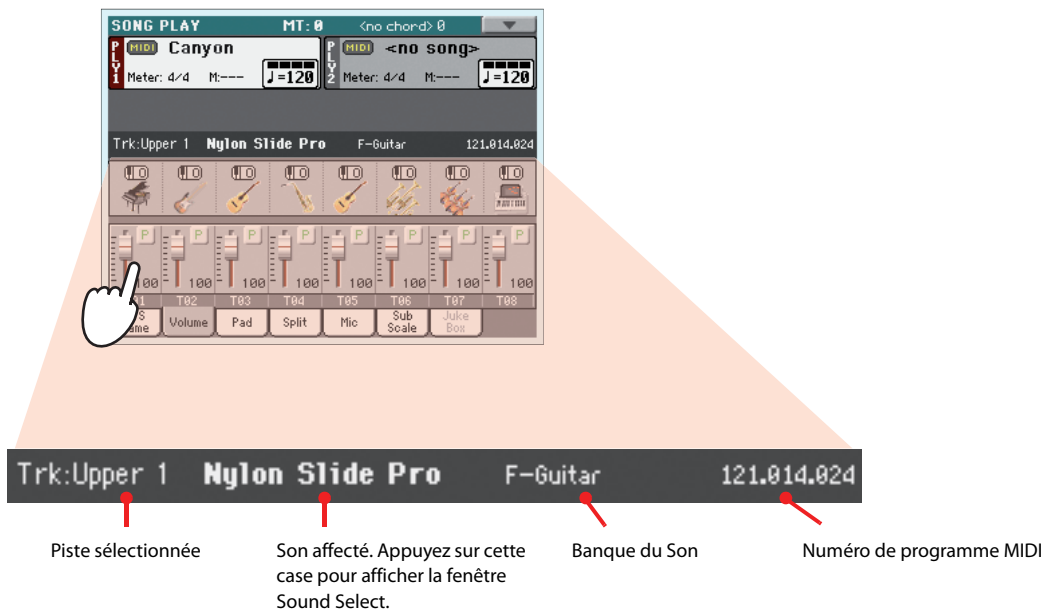 SONG PLAY MT: 0 <no chord> 0
PLY1 MIDI Canyon
Meter: 4/4 M:--- ♩=120
PLY2 MIDI <no song>
Meter: 4/4 M:--- ♩=120
Trk:Upper 1 Nylon Slide Pro F-Guitar 121.014.024
P P P P P P P P
100 100 100 100 100 100 100
T02 T03 T04 T05 T06 T07 T08
Volume Pad Split Mic Sub Scale Juke Box
Trk:Upper 1 Nylon Slide Pro F-Guitar 121.014.024
Piste sélectionnée
Son affecté. Appuyez sur cette
case pour afficher la fenêtre
Sound Select.
Banque du Son
Numéro de programme MIDI